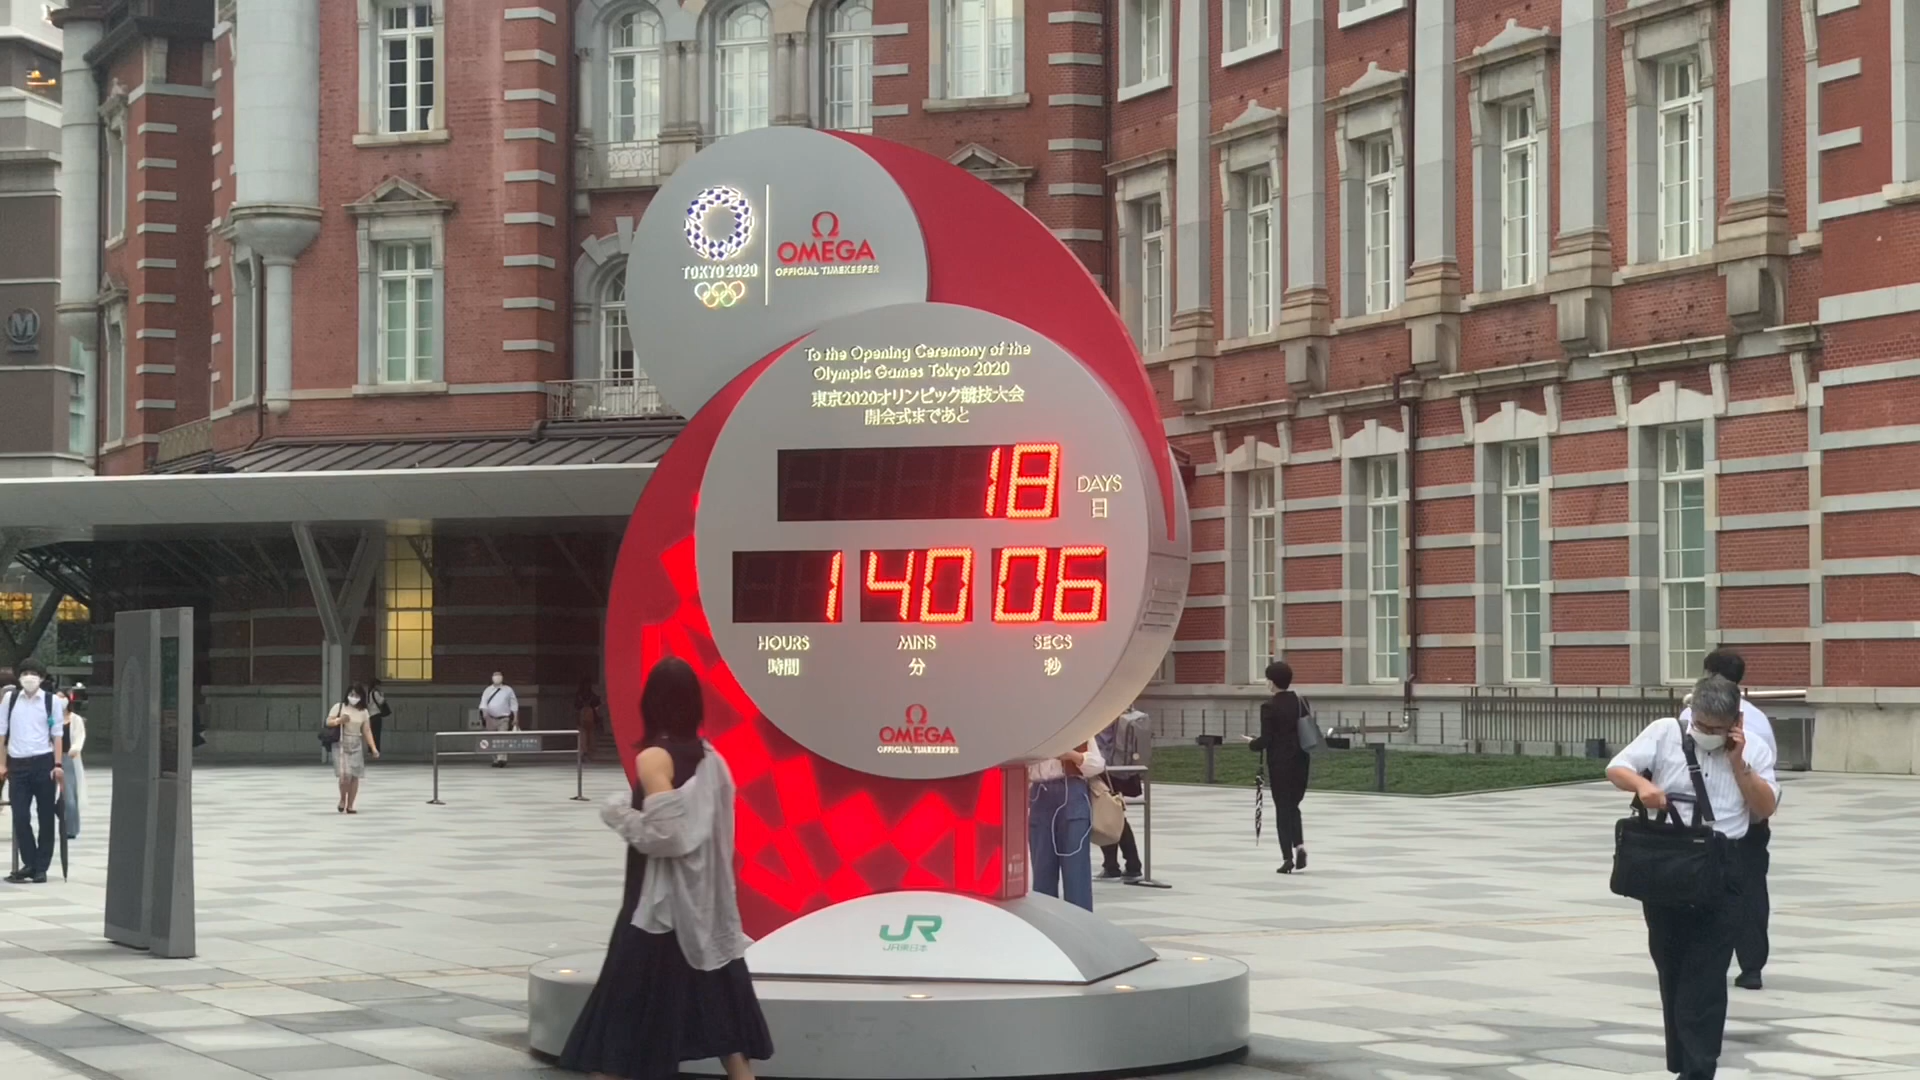 TOKYO 2020
Ω
OMEGA
OFFICIAL TIMEKEEPER
To the Opening Ceremony of the
Olympic Games Tokyo 2020
東京2020オリンピック競技大会
開会式まであと
18 DAYS
日
1 40 06
HOURS MINS SECS
時間 分 秒
Ω
OMEGA
OFFICIAL TIMEKEEPER
JR
JR東日本
M